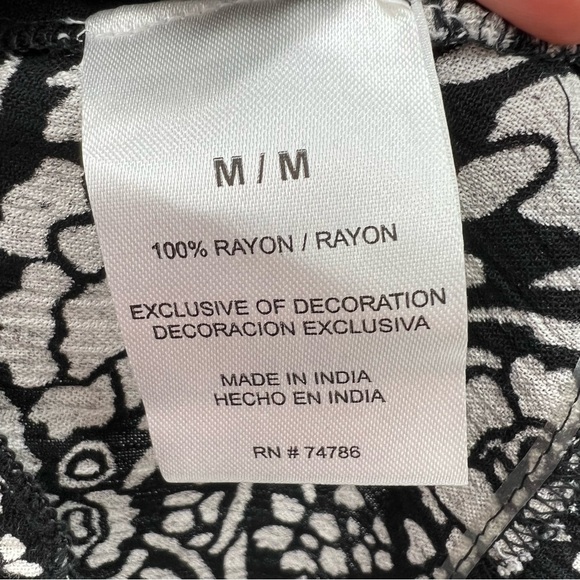 M / M
100% RAYON / RAYON
EXCLUSIVE OF DECORATION
DECORACION EXCLUSIVA
MADE IN INDIA
HECHO EN INDIA
RN # 74786